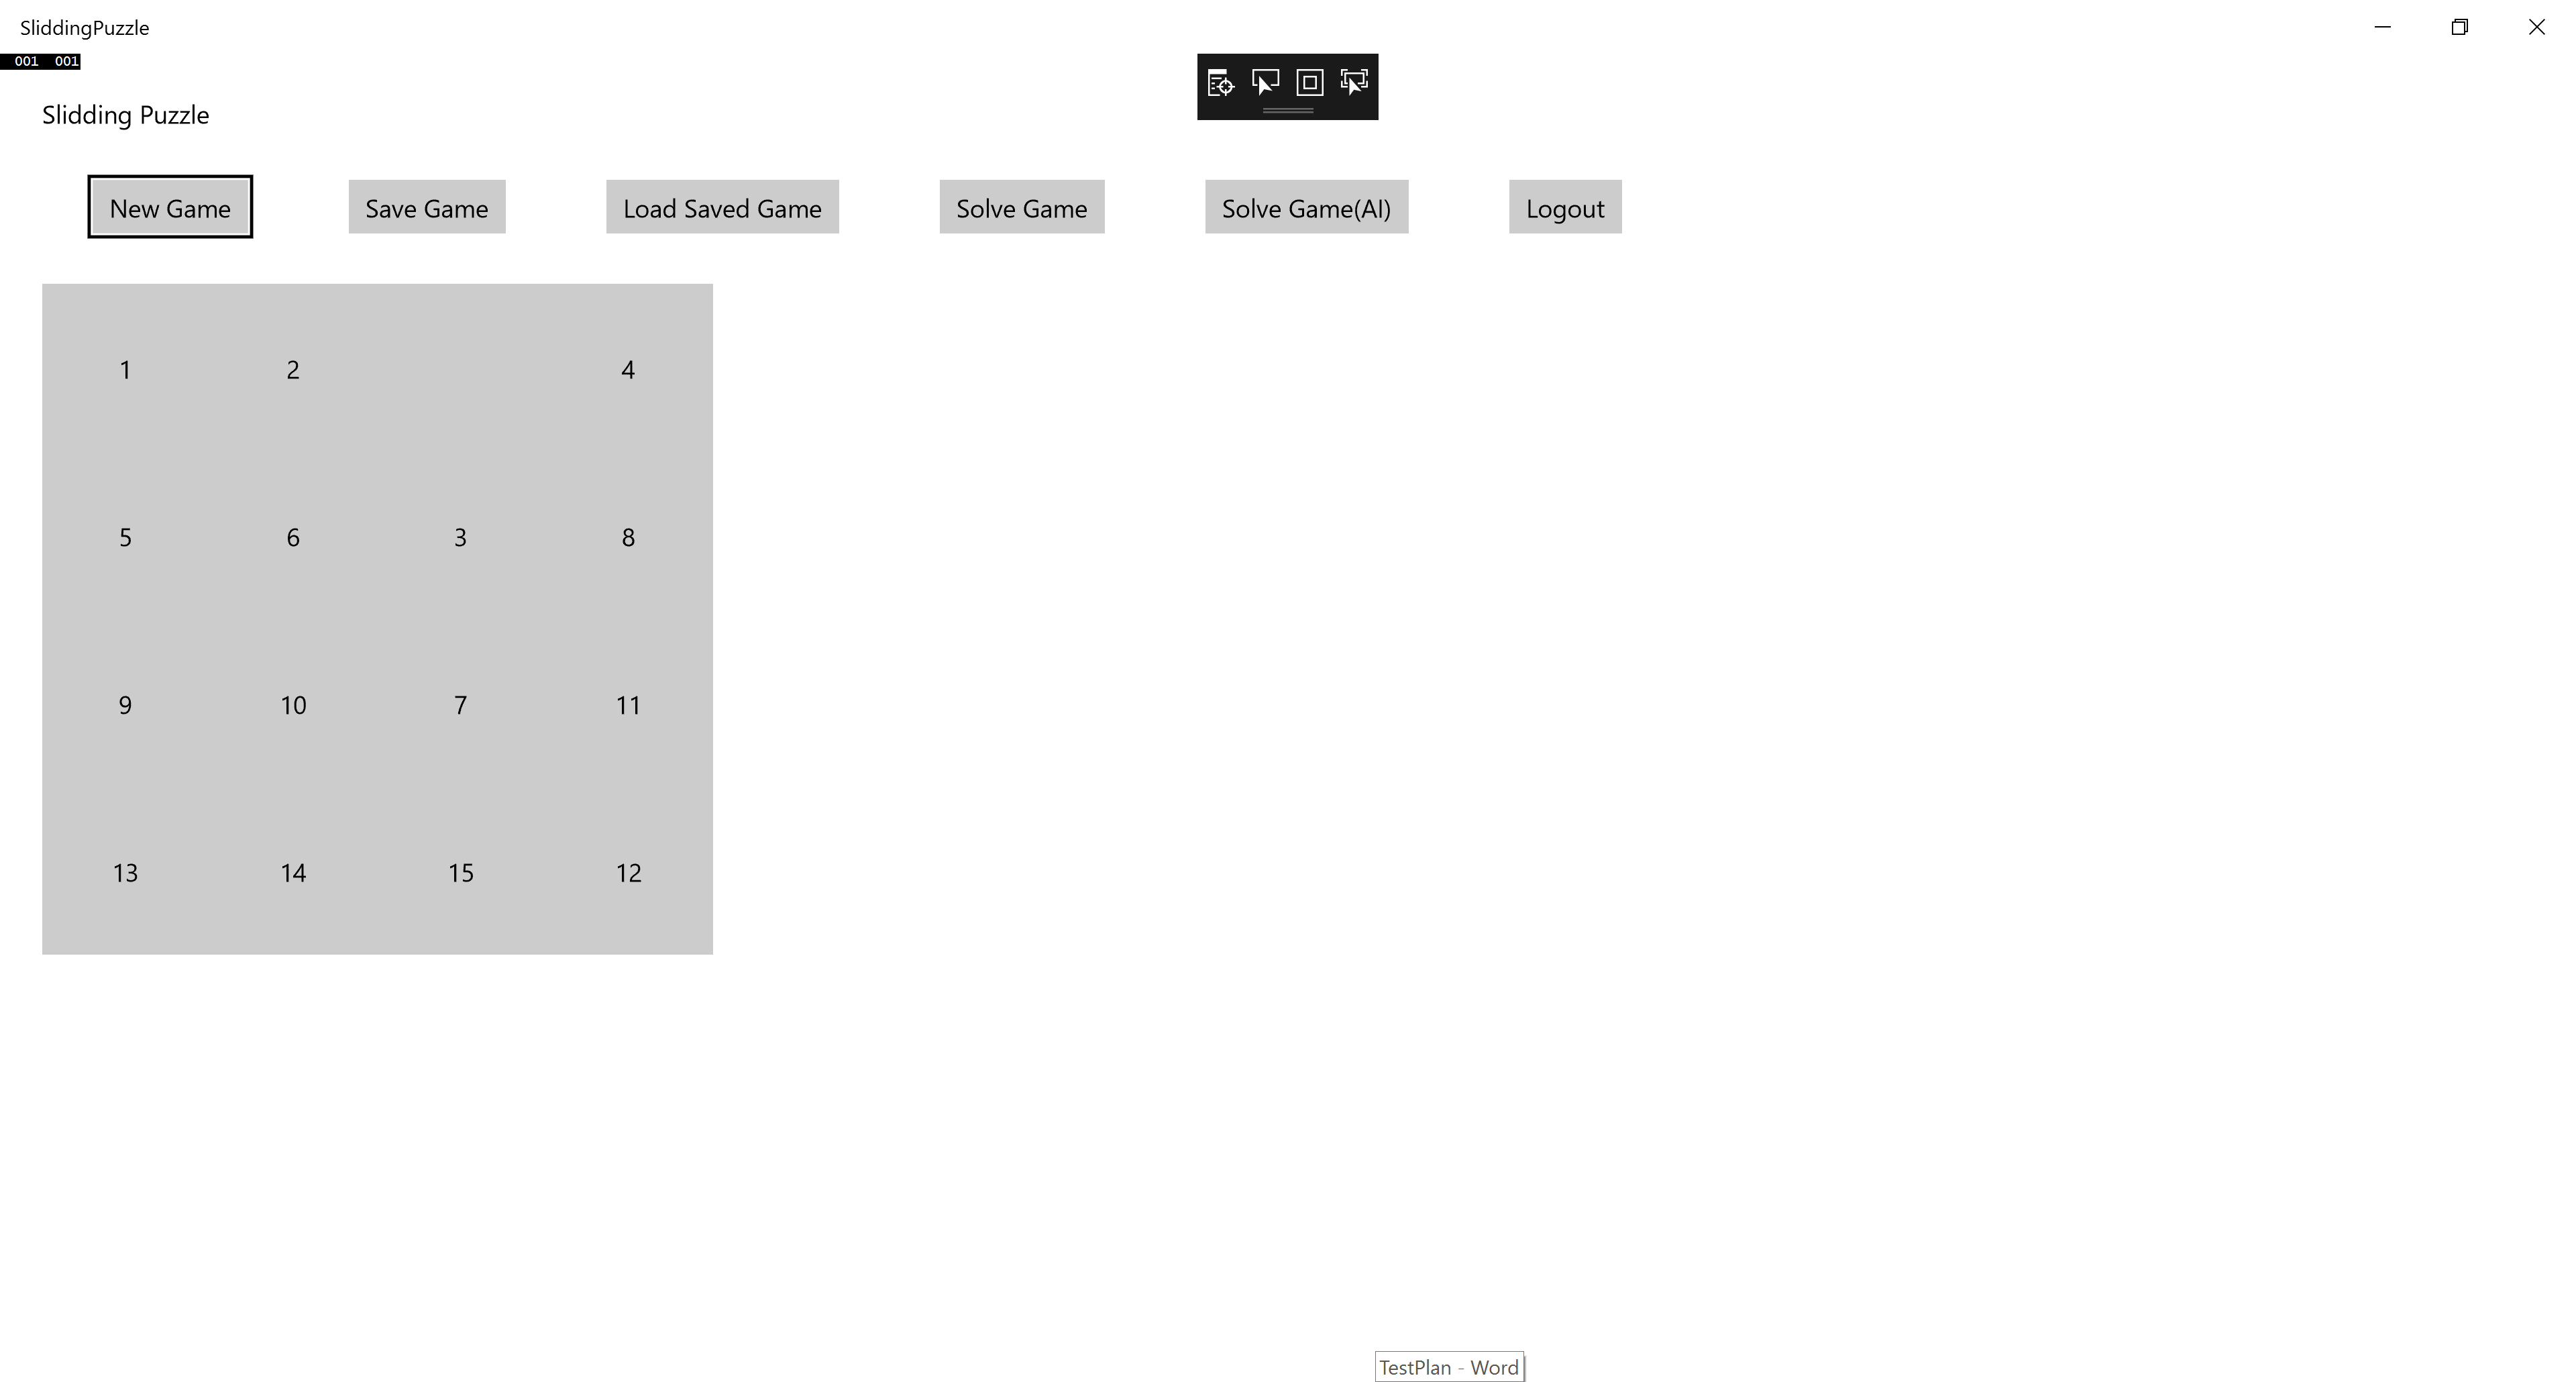 SliddingPuzzle
001 001
Slidding Puzzle
New Game Save Game Load Saved Game Solve Game Solve Game(AI) Logout
1 2 4
5 6 3 8
9 10 7 11
13 14 15 12
TestPlan - Word